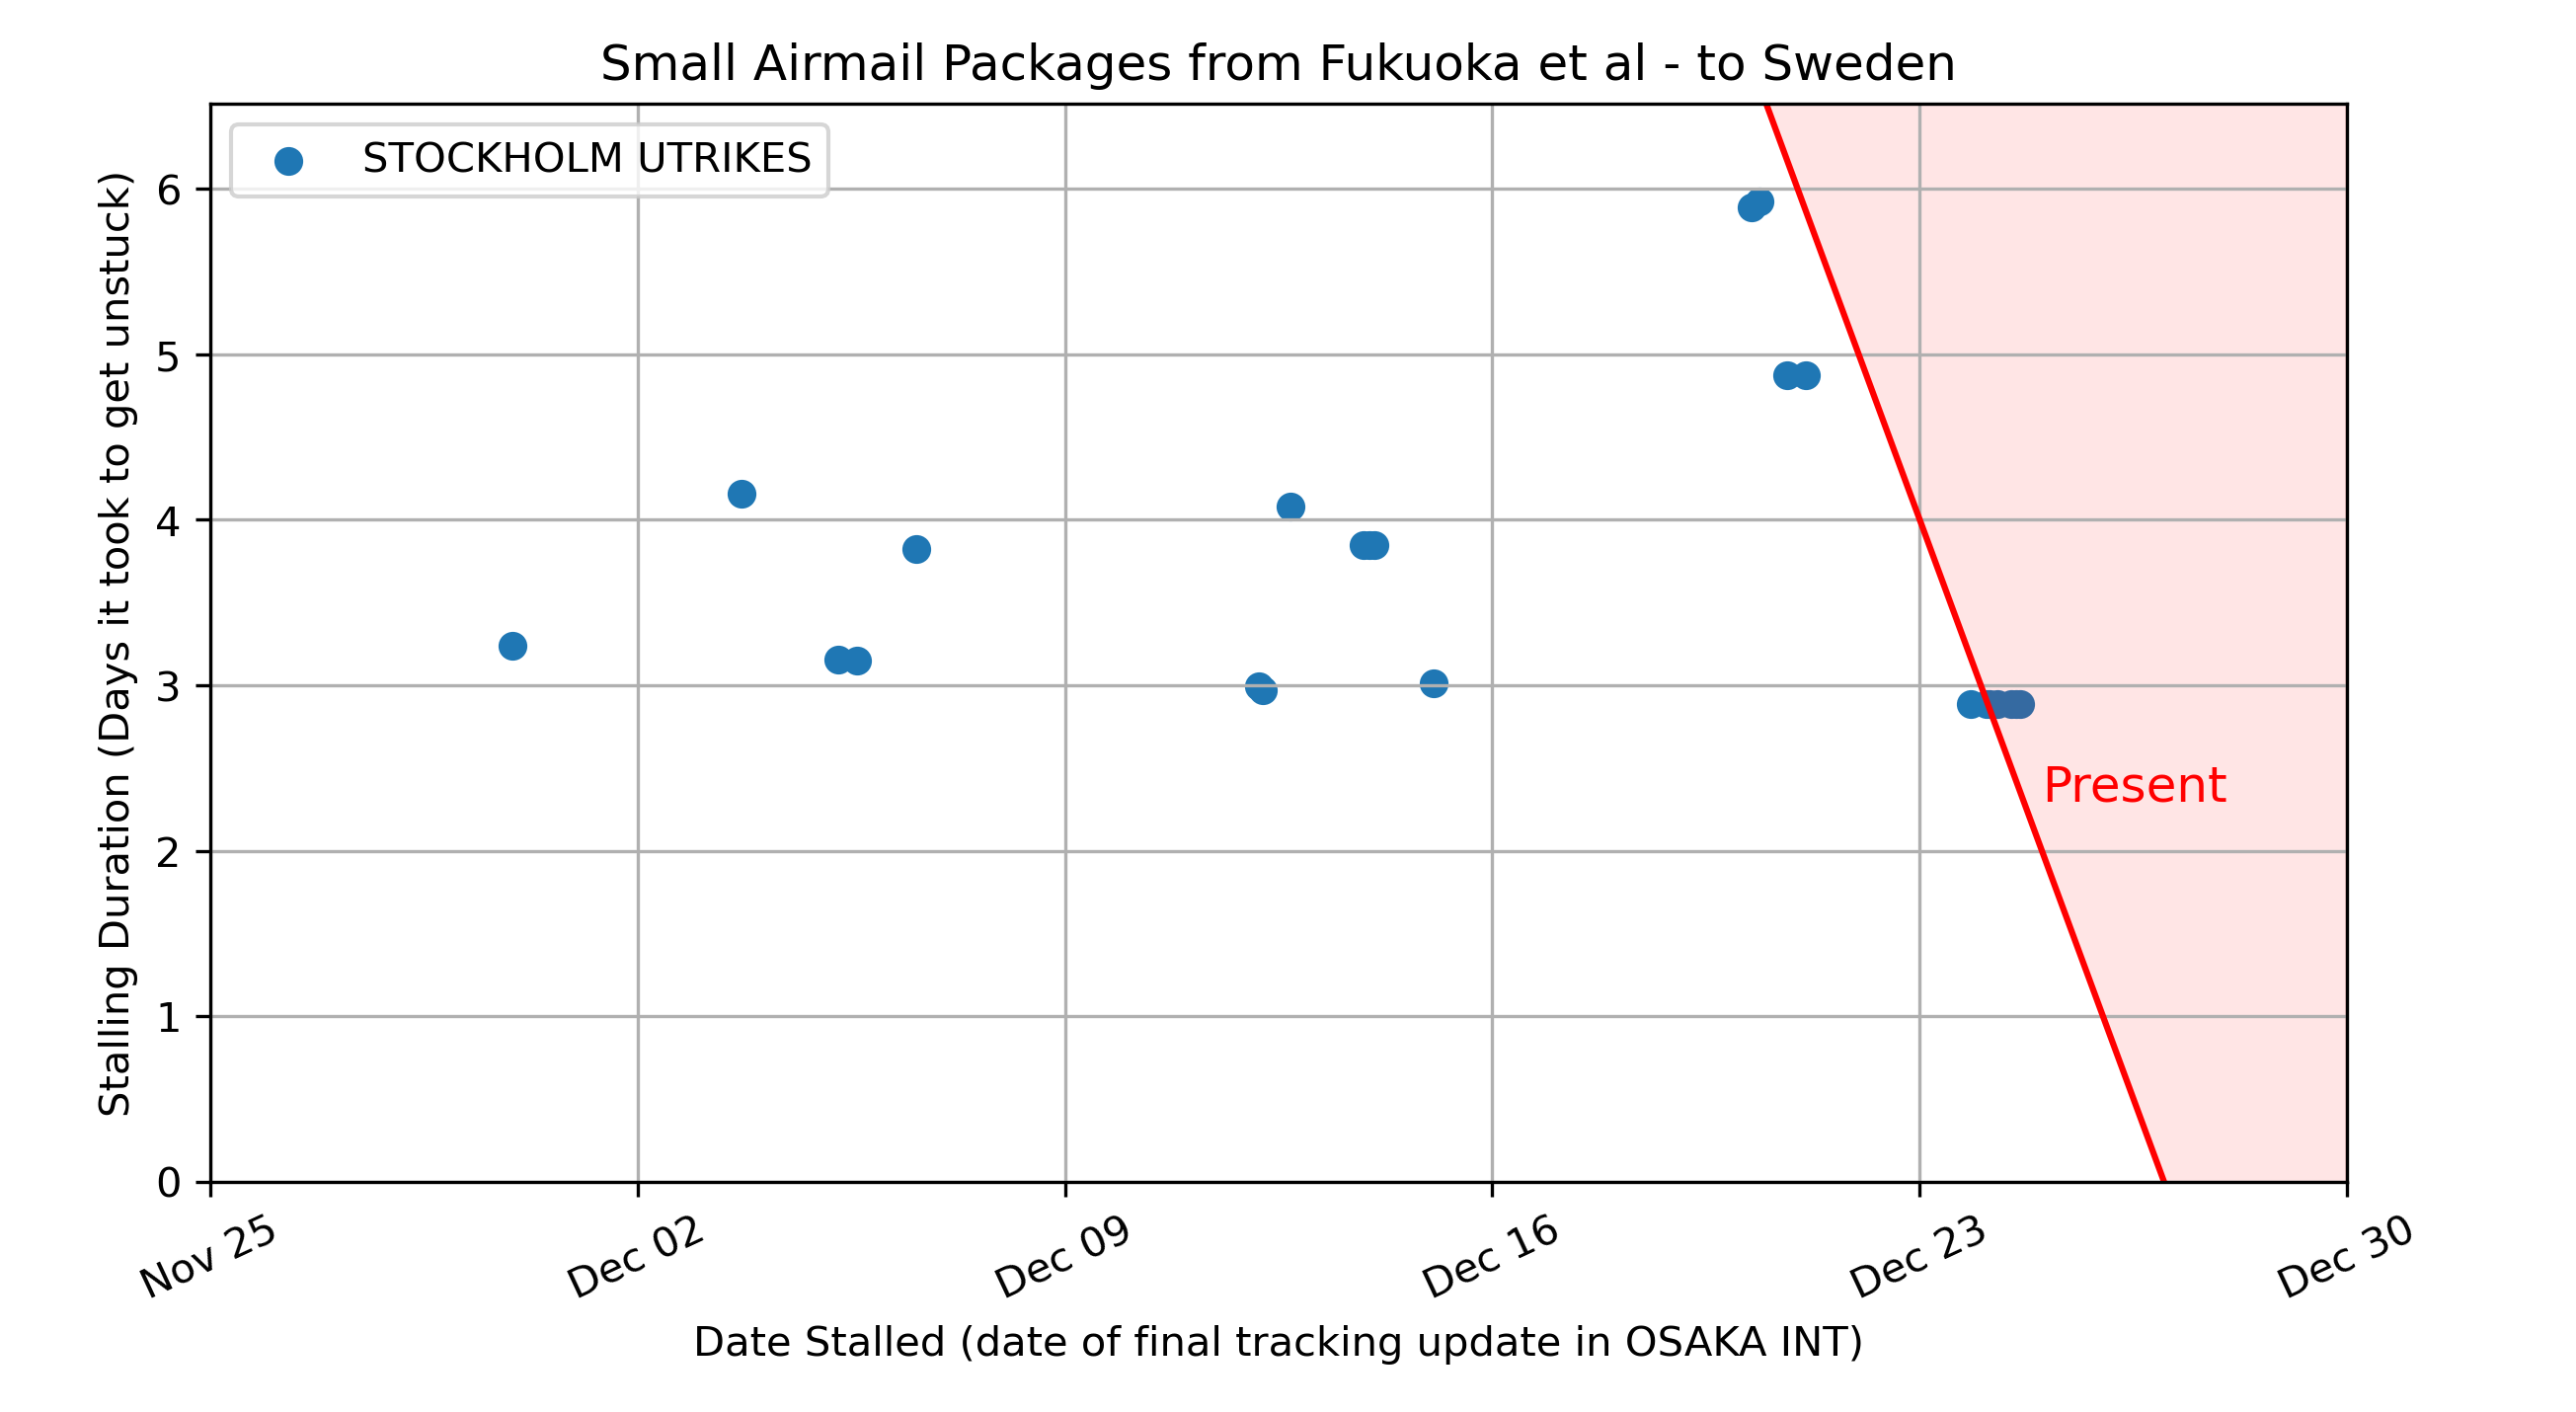 Small Airmail Packages from Fukuoka et al - to Sweden
STOCKHOLM UTRIKES
Stalling Duration (Days it took to get unstuck)
6
5
4
3
2
1
0
Present
Nov 25
Dec 02
Dec 09
Dec 16
Dec 23
Dec 30
Date Stalled (date of final tracking update in OSAKA INT)